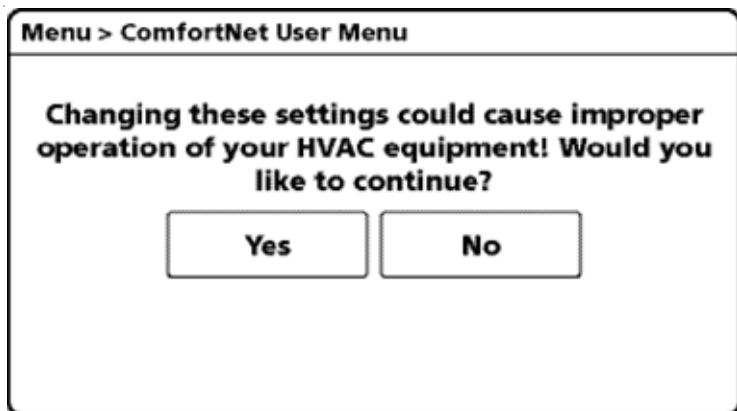 Menu > ComfortNet User Menu
Changing these settings could cause improper
operation of your HVAC equipment! Would you
like to continue?
Yes
No